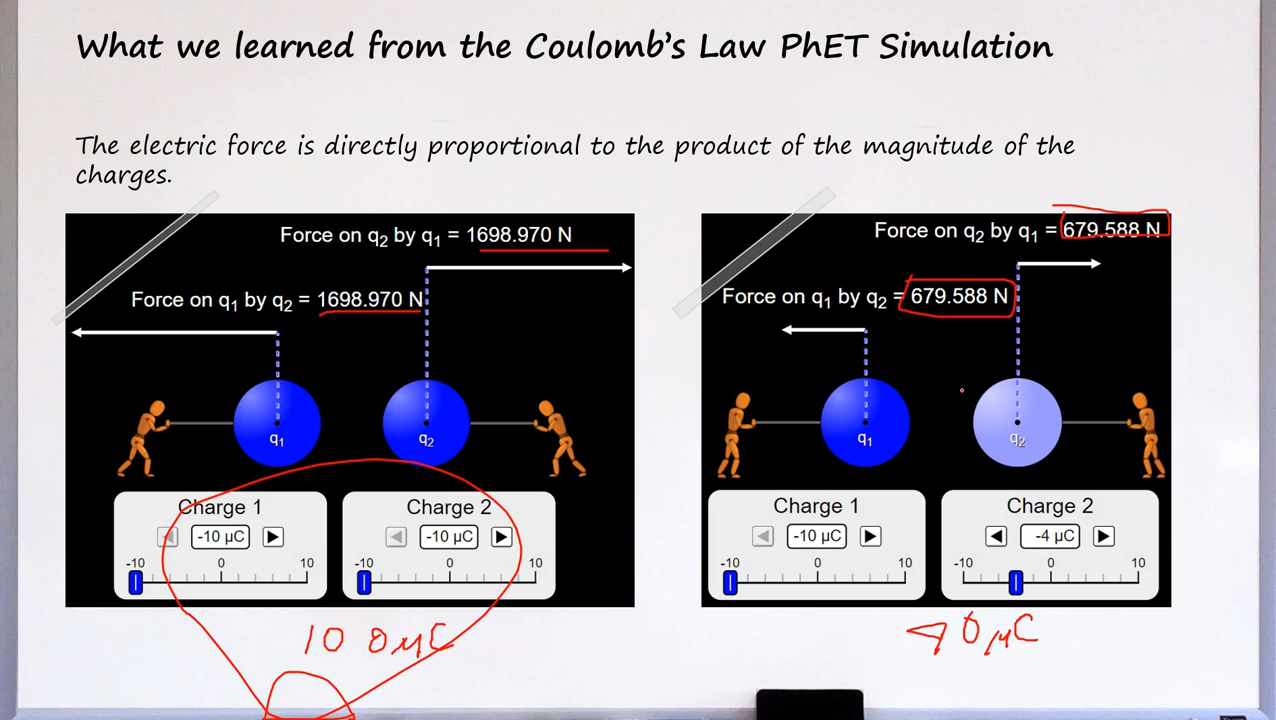 What we learned from the Coulomb's Law PhET Simulation
The electric force is directly proportional to the product of the magnitude of the
charges.
Force on q₂ by q₁ = 1698.970 N
Force on q₁ by q₂ = 1698.970 N
q₁
q₂
Charge 1
-10 µC
-10 0 10
Charge 2
-10 µC
-10 0 10
100 µC
Force on q₂ by q₁ = 679.588 N
Force on q₁ by q₂ = 679.588 N
q₁
q₂
Charge 1
-10 µC
-10 0 10
Charge 2
-4 µC
-10 0 10
40 µC